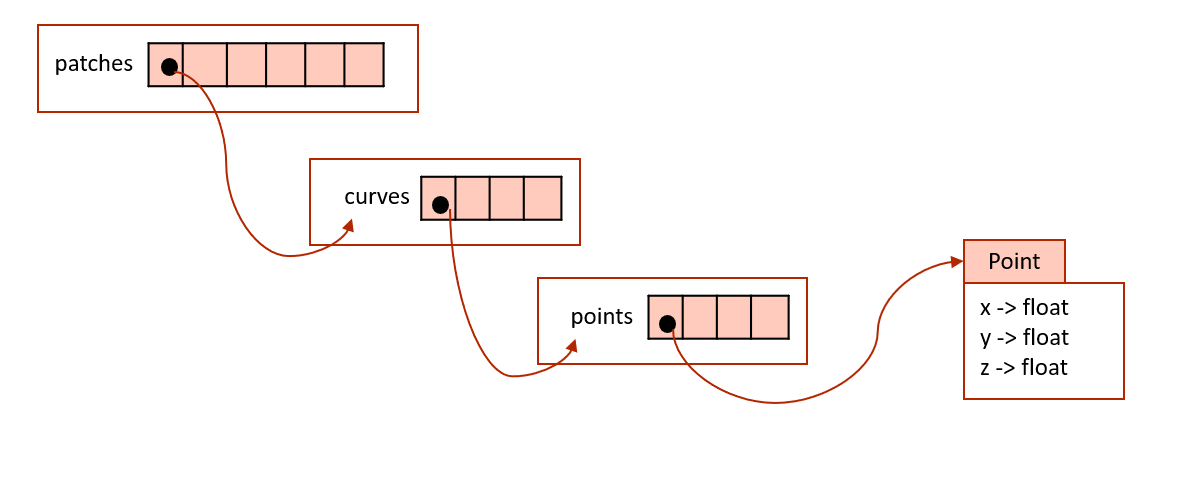 patches
curves
points
Point
x -> float
y -> float
z -> float